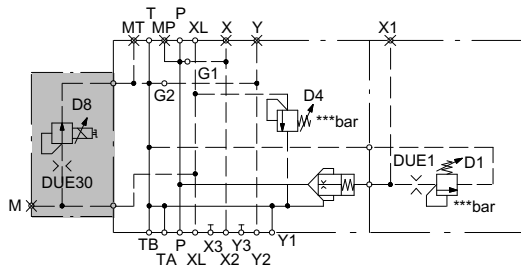 T P
MT MP XL X Y X1
G1
G2
D8
D4
***bar
DUE30
DUE1 D1
***bar
M
Y1
TB P X3 Y3
TA XL X2 Y2